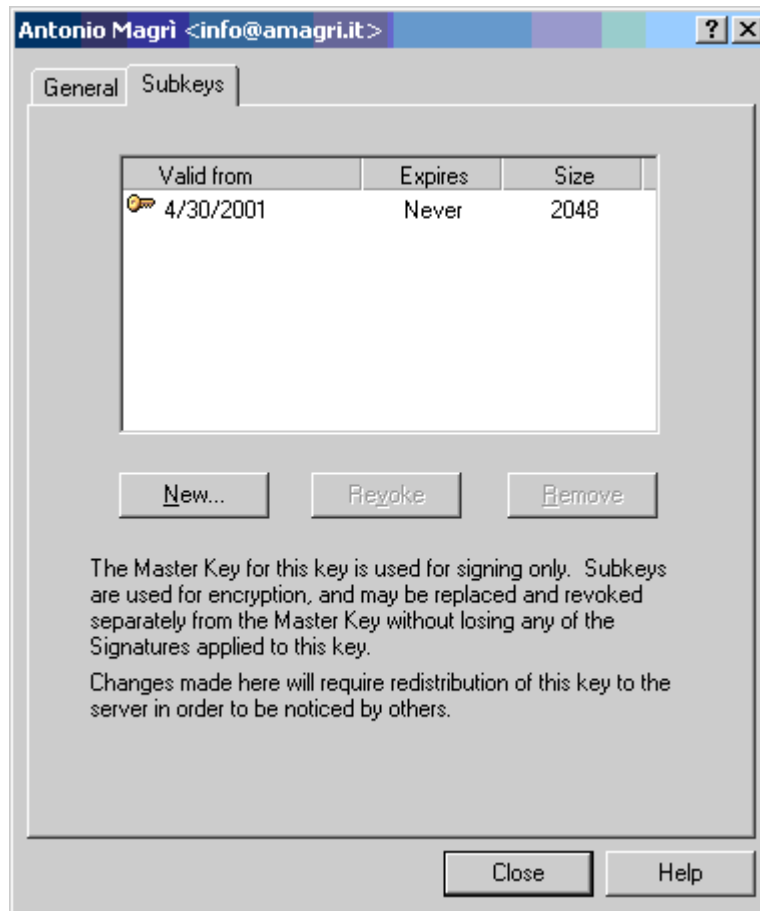 Antonio Magrì <info@amagri.it>
General Subkeys
Valid from Expires Size
4/30/2001 Never 2048
New... Revoke Remove
The Master Key for this key is used for signing only. Subkeys
are used for encryption, and may be replaced and revoked
separately from the Master Key without losing any of the
Signatures applied to this key.
Changes made here will require redistribution of this key to the
server in order to be noticed by others.
Close Help